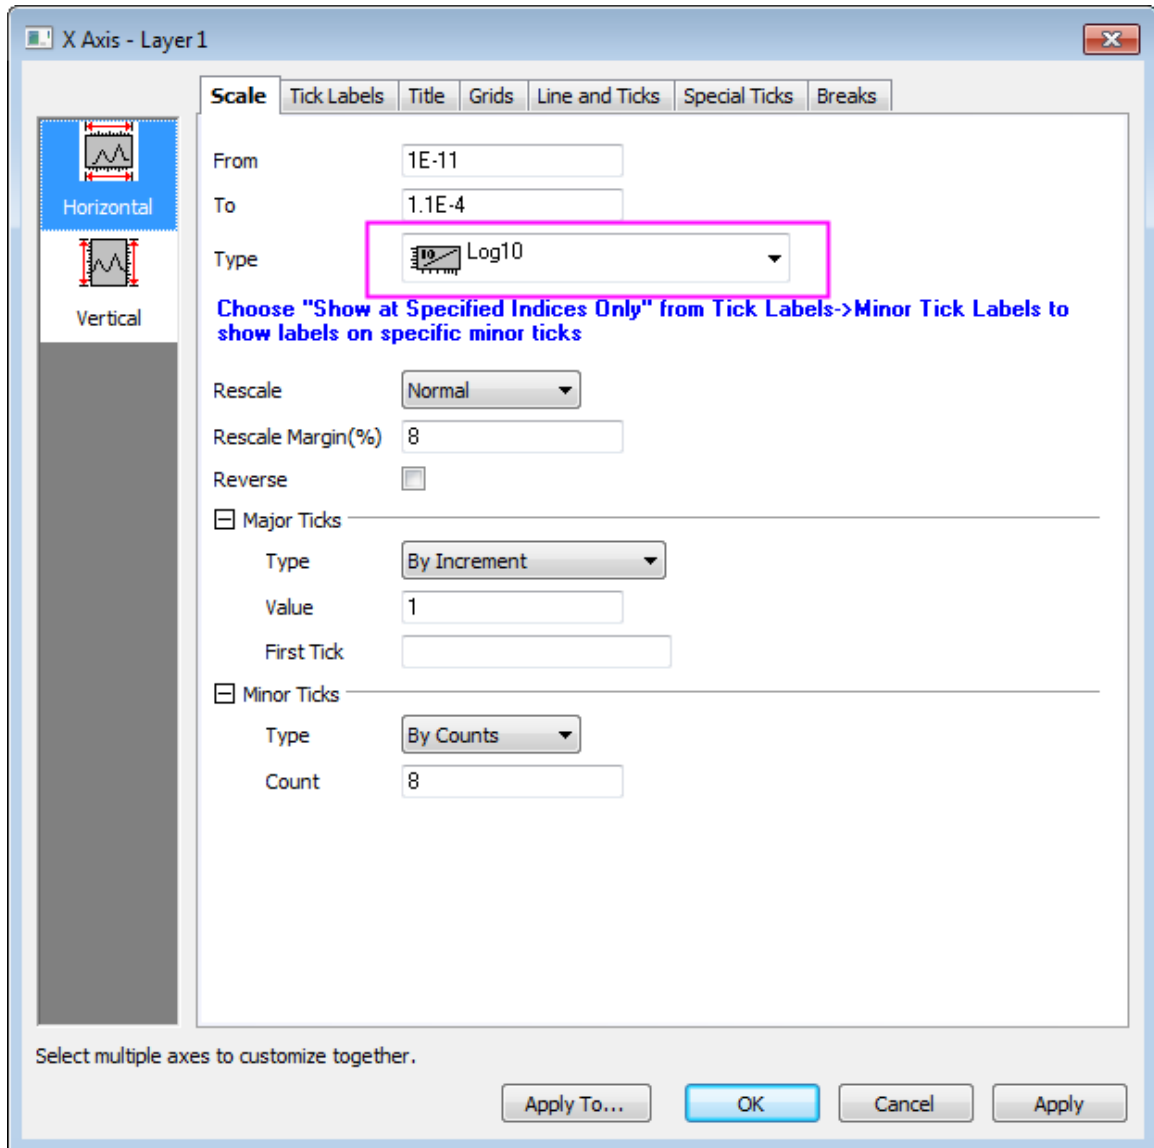 X Axis - Layer 1
Scale Tick Labels Title Grids Line and Ticks Special Ticks Breaks
Horizontal
Vertical
From 1E-11
To 1.1E-4
Type Log10
Choose "Show at Specified Indices Only" from Tick Labels->Minor Tick Labels to
show labels on specific minor ticks
Rescale Normal
Rescale Margin(%) 8
Reverse
Major Ticks
Type By Increment
Value 1
First Tick
Minor Ticks
Type By Counts
Count 8
Select multiple axes to customize together.
Apply To... OK Cancel Apply